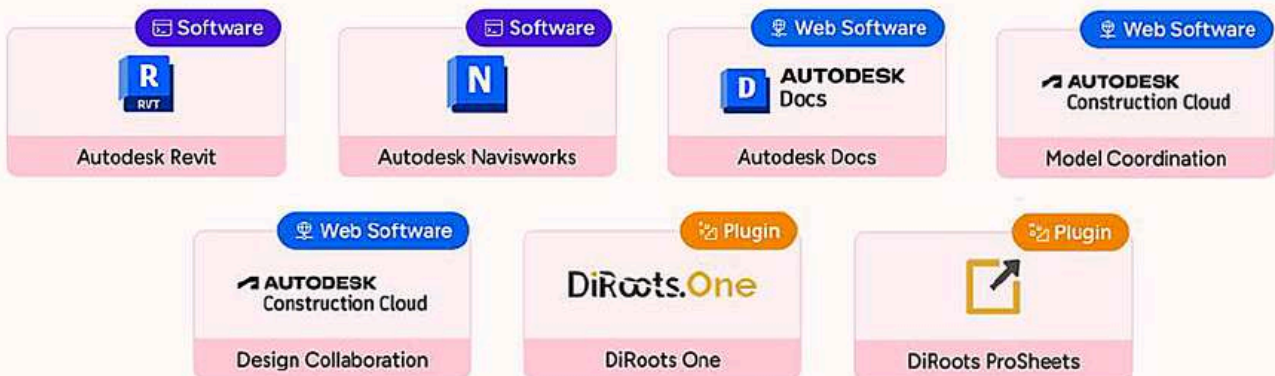 Software
R
RVT
Autodesk Revit
Software
N
Autodesk Navisworks
Web Software
D
AUTODESK
Docs
Autodesk Docs
Web Software
AUTODESK
Construction Cloud
Model Coordination
Web Software
AUTODESK
Construction Cloud
Design Collaboration
Plugin
DiRoots.One
DiRoots One
Plugin
DiRoots ProSheets